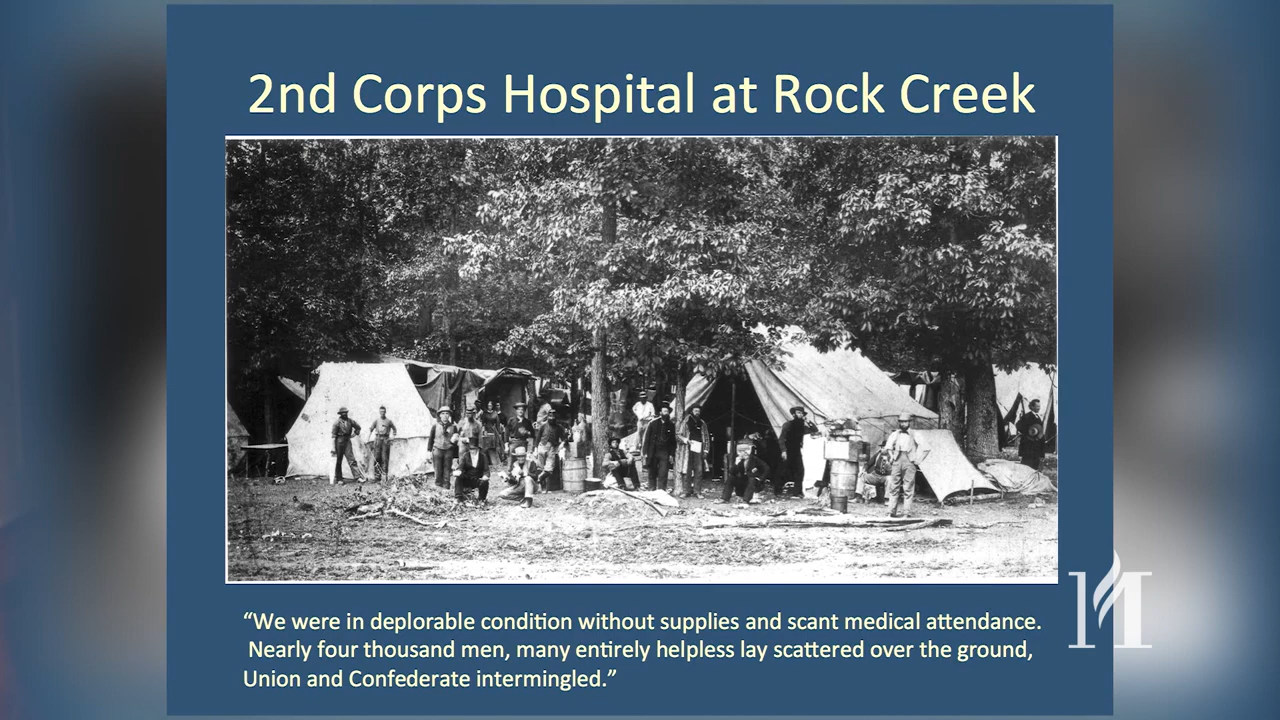 2nd Corps Hospital at Rock Creek
“We were in deplorable condition without supplies and scant medical attendance.
Nearly four thousand men, many entirely helpless lay scattered over the ground,
Union and Confederate intermingled.”